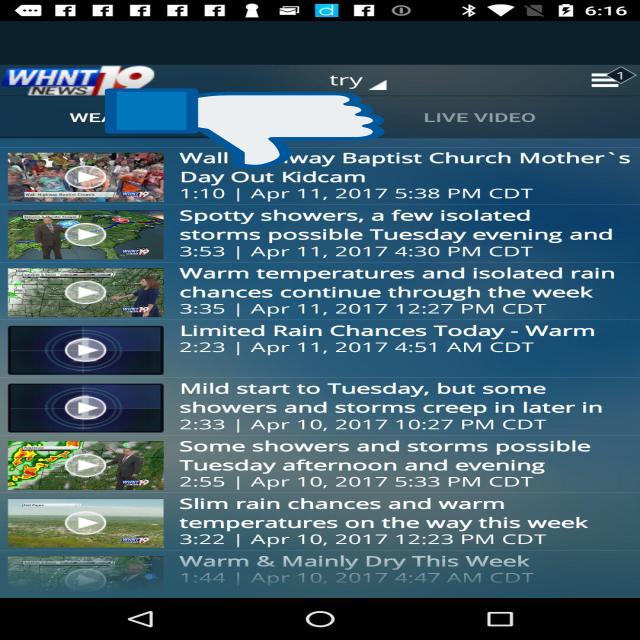 6:16
WHNT 19
NEWS
try
1
WEA
LIVE VIDEO
Wall way Baptist Church Mother`s
Day Out Kidcam
1:10 | Apr 11, 2017 5:38 PM CDT
Spotty showers, a few isolated
storms possible Tuesday evening and
3:53 | Apr 11, 2017 4:30 PM CDT
Warm temperatures and isolated rain
chances continue through the week
3:35 | Apr 11, 2017 12:27 PM CDT
Limited Rain Chances Today - Warm
2:23 | Apr 11, 2017 4:51 AM CDT
Mild start to Tuesday, but some
showers and storms creep in later in
2:33 | Apr 10, 2017 10:27 PM CDT
Some showers and storms possible
Tuesday afternoon and evening
2:55 | Apr 10, 2017 5:33 PM CDT
Slim rain chances and warm
temperatures on the way this week
3:22 | Apr 10, 2017 12:23 PM CDT
Warm & Mainly Dry This Week
1:44 | Apr 10, 2017 4:47 AM CDT